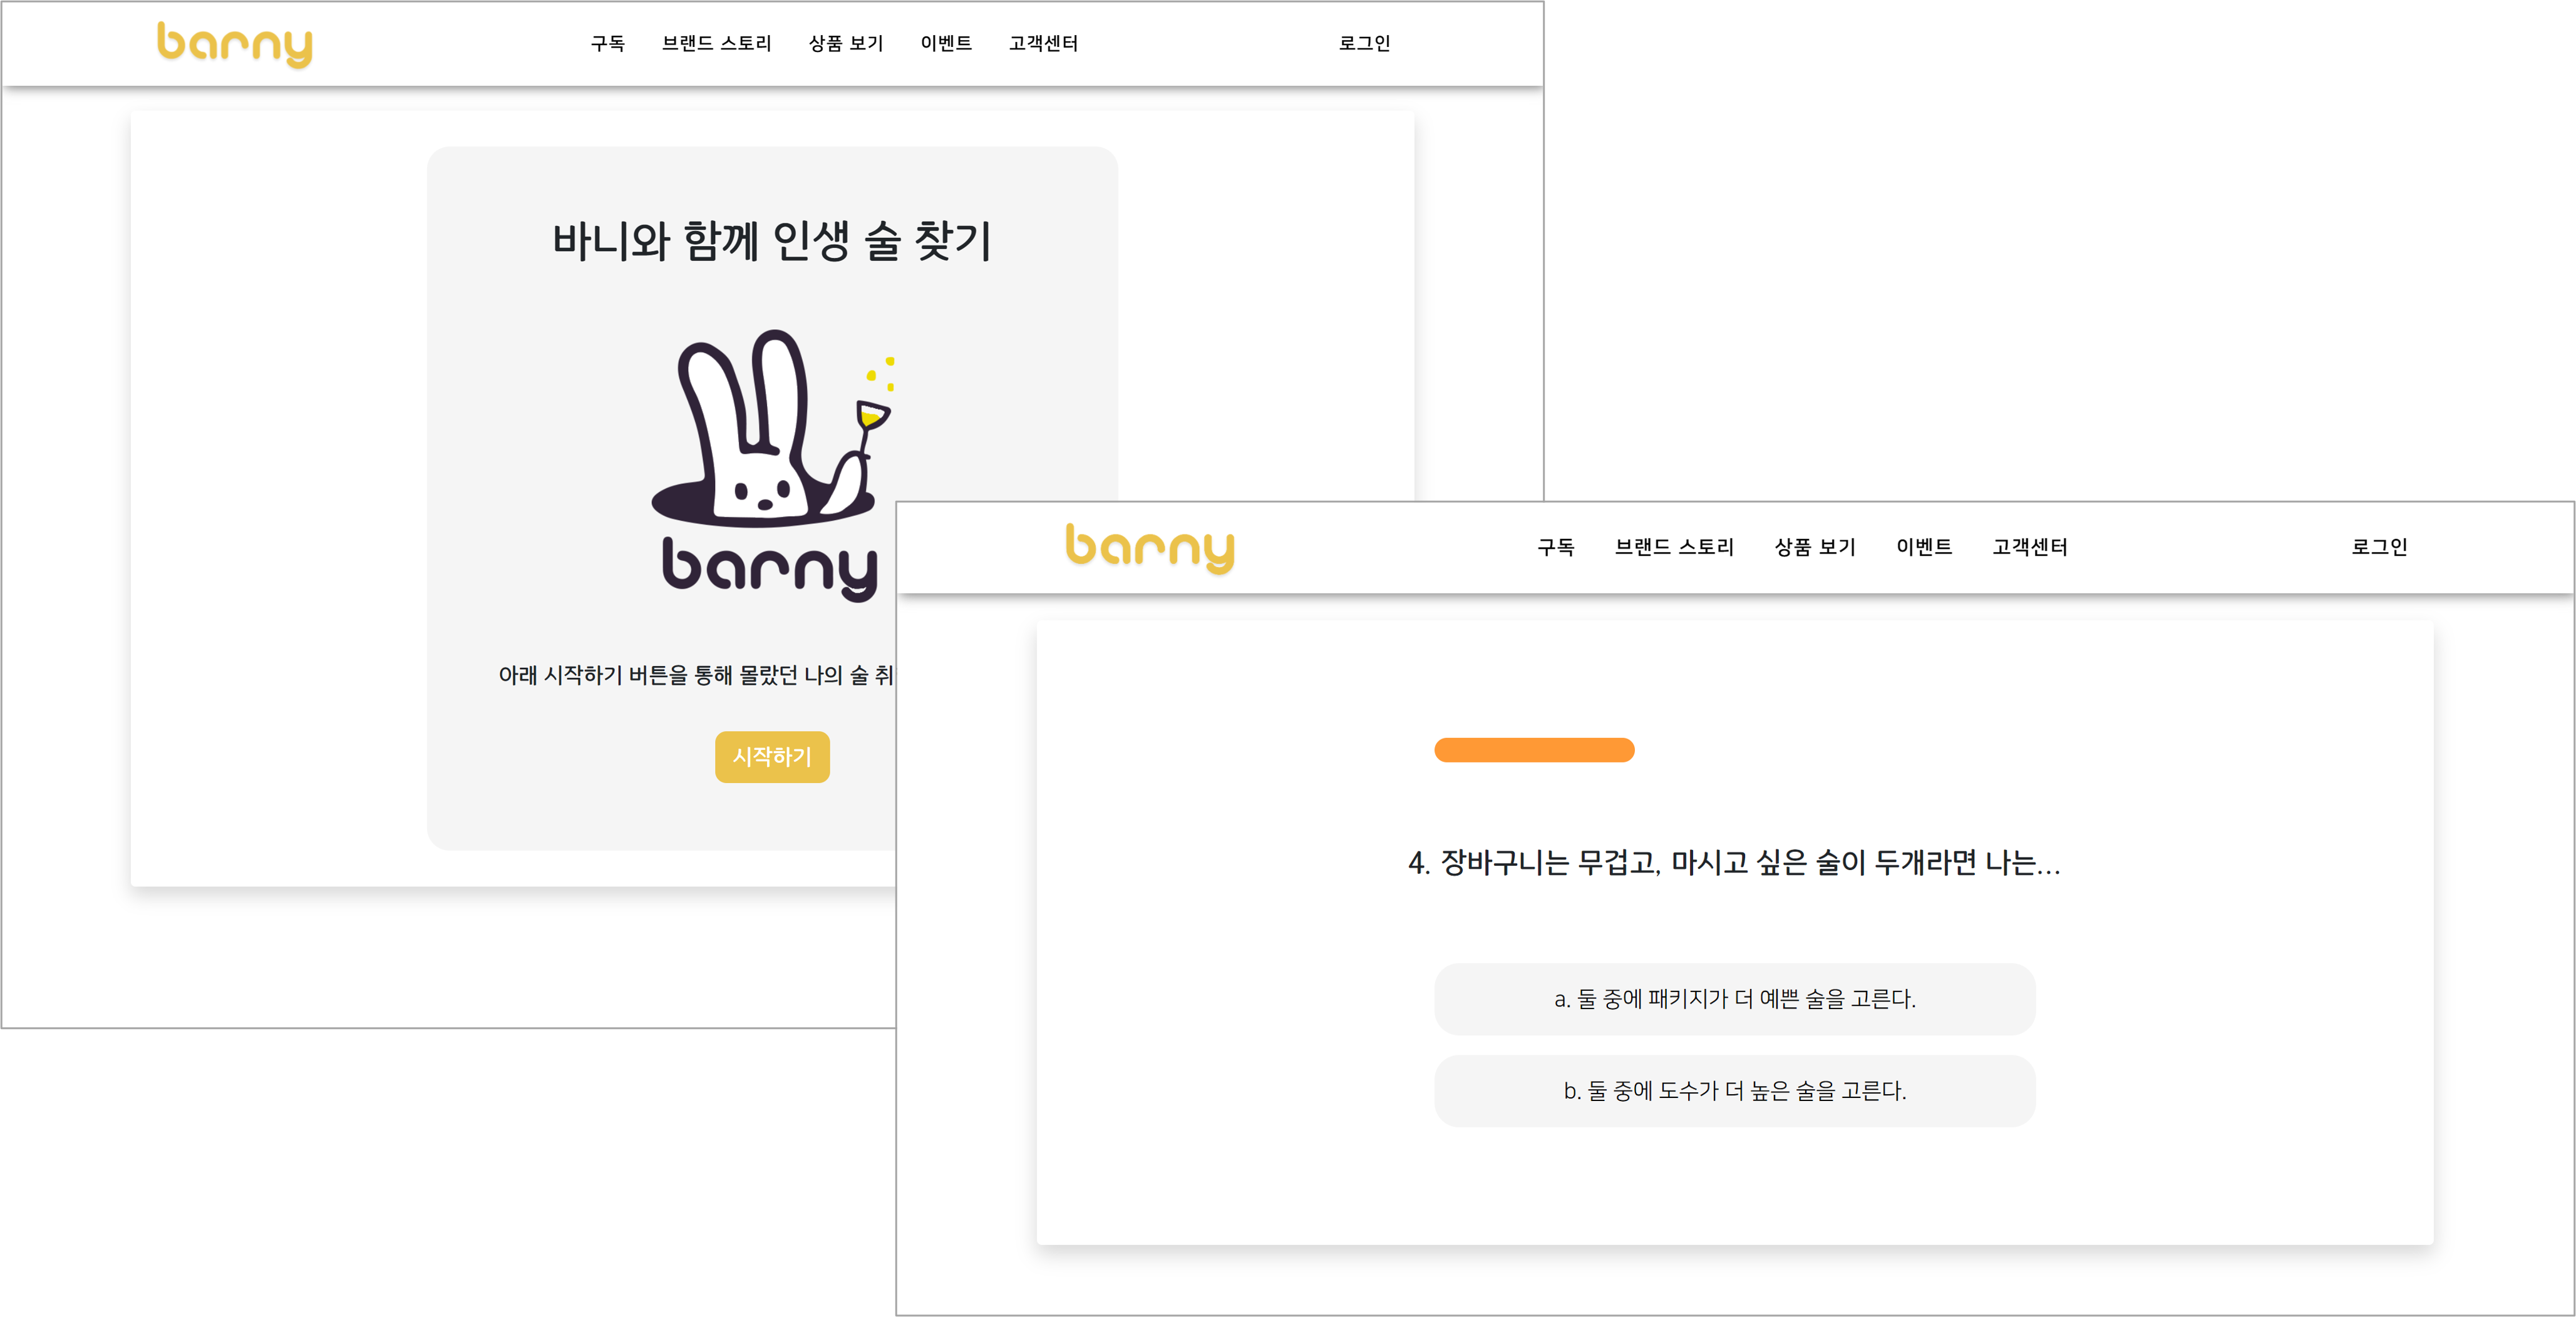 barny
구독 브랜드 스토리 상품 보기 이벤트 고객센터 로그인
바니와 함께 인생 술 찾기
barny
아래 시작하기 버튼을 통해 몰랐던 나의 술
시작하기
barny
구독 브랜드 스토리 상품 보기 이벤트 고객센터 로그인
4. 장바구니는 무겁고, 마시고 싶은 술이 두개라면 나는...
a. 둘 중에 패키지가 더 예쁜 술을 고른다.
b. 둘 중에 도수가 더 높은 술을 고른다.